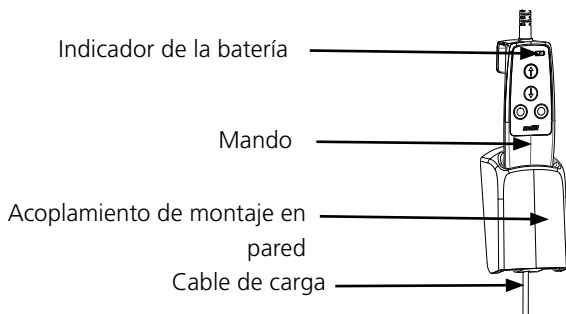 Indicador de la batería
Mando
Acoplamiento de montaje en
pared
Cable de carga